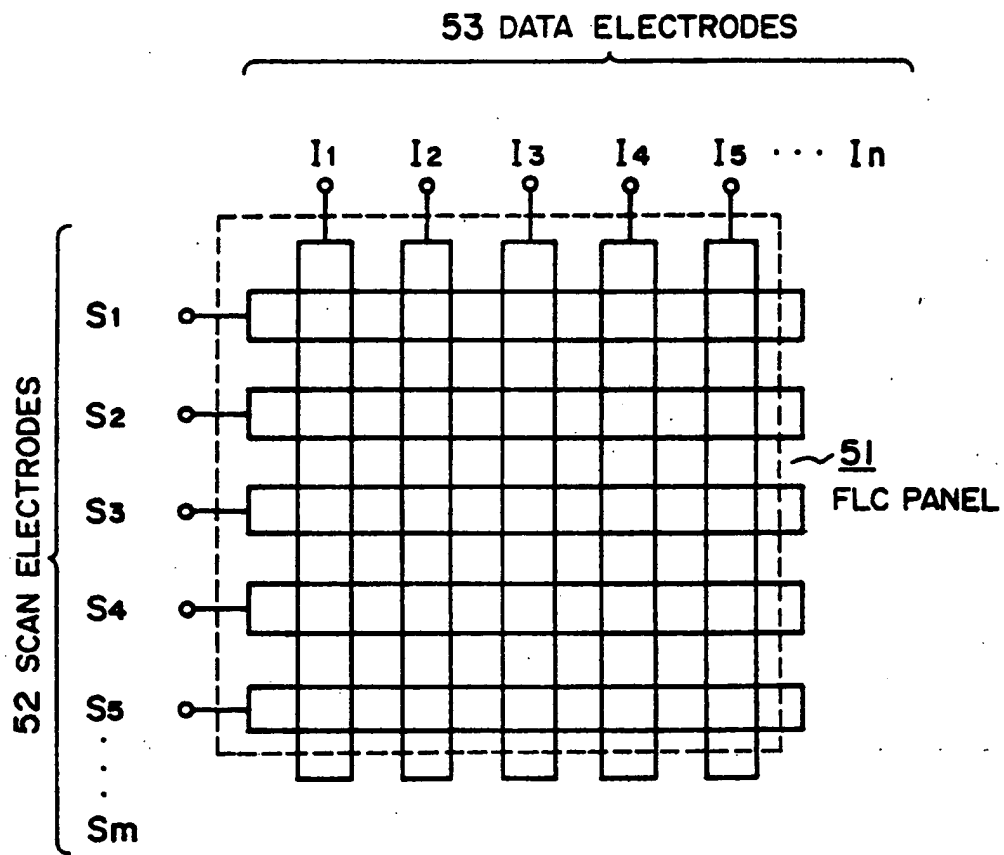 53 DATA ELECTRODES
I1 I2 I3 I4 I5 ··· In
52 SCAN ELECTRODES
S1
S2
S3
S4
S5
Sm
51
FLC PANEL